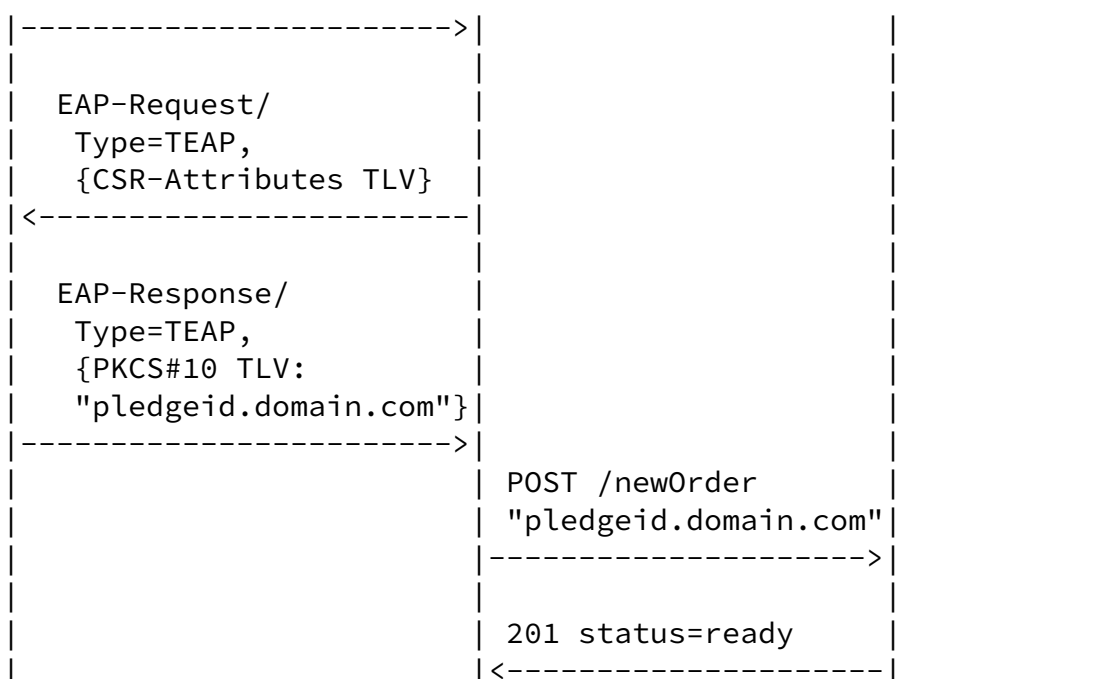 EAP-Request/
Type=TEAP,
{CSR-Attributes TLV}
EAP-Response/
Type=TEAP,
{PKCS#10 TLV:
"pledgeid.domain.com"}
POST /newOrder
"pledgeid.domain.com"
201 status=ready